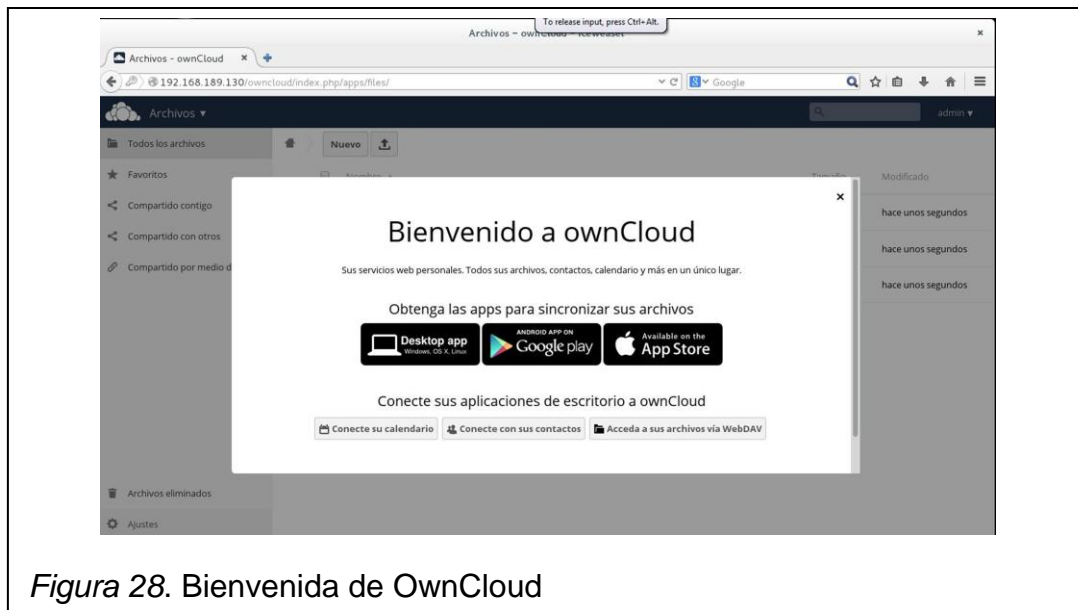 To release input, press Ctrl+Alt.
Archivos - ownCloud - Iceweasel
Archivos - ownCloud
192.168.189.130/owncloud/index.php/apps/files/
Google
Archivos
admin
Todos los archivos
Nuevo
Favoritos
Nombre
Tamaño
Modificado
Compartido contigo
hace unos segundos
Compartido con otros
hace unos segundos
Compartido por medio d
hace unos segundos
Bienvenido a ownCloud
Sus servicios web personales. Todos sus archivos, contactos, calendario y más en un único lugar.
Obtenga las apps para sincronizar sus archivos
Desktop app
Windows, OS X, Linux
ANDROID APP ON
Google play
Available on the
App Store
Conecte sus aplicaciones de escritorio a ownCloud
Conecte su calendario
Conecte con sus contactos
Acceda a sus archivos vía WebDAV
Archivos eliminados
Ajustes
Figura 28. Bienvenida de OwnCloud